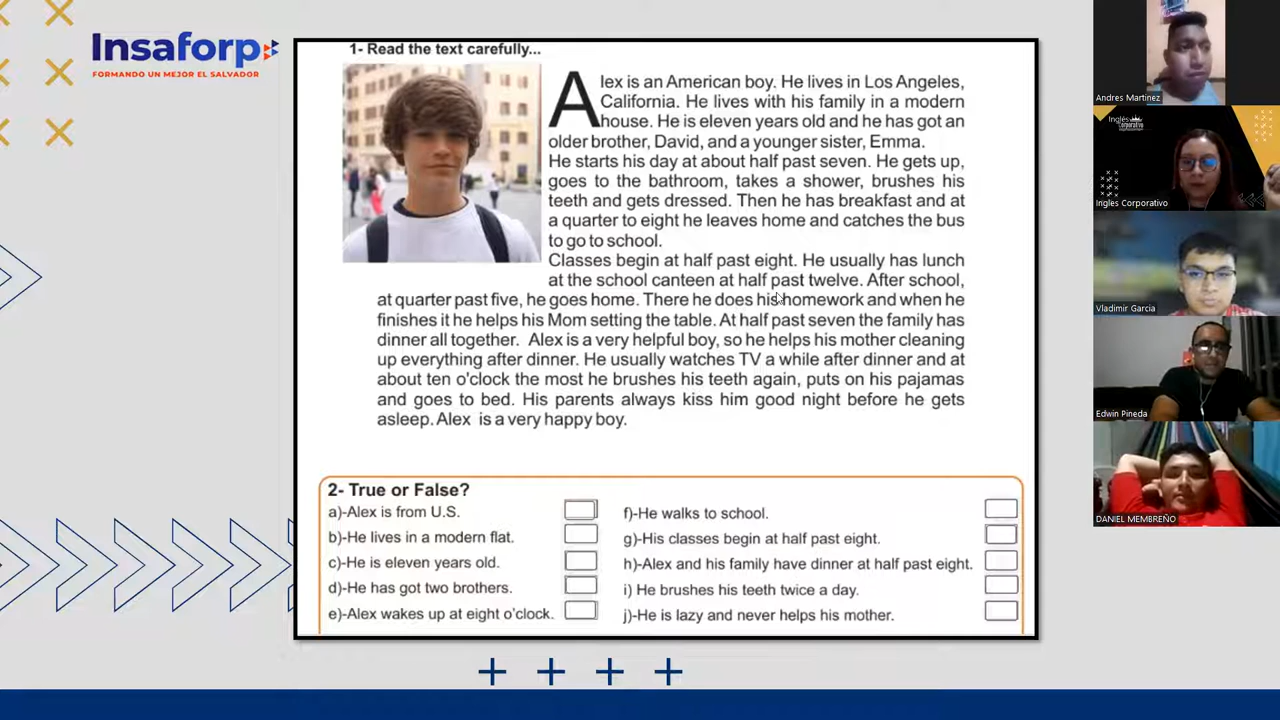 Insaforp
FORMANDO UN MEJOR EL SALVADOR
1- Read the text carefully...
Alex is an American boy. He lives in Los Angeles,
California. He lives with his family in a modern
house. He is eleven years old and he has got an
older brother, David, and a younger sister, Emma.
He starts his day at about half past seven. He gets up,
goes to the bathroom, takes a shower, brushes his
teeth and gets dressed. Then he has breakfast and at
a quarter to eight he leaves home and catches the bus
to go to school.
Classes begin at half past eight. He usually has lunch
at the school canteen at half past twelve. After school,
at quarter past five, he goes home. There he does his homework and when he
finishes it he helps his Mom setting the table. At half past seven the family has
dinner all together. Alex is a very helpful boy, so he helps his mother cleaning
up everything after dinner. He usually watches TV a while after dinner and at
about ten o'clock the most he brushes his teeth again, puts on his pajamas
and goes to bed. His parents always kiss him good night before he gets
asleep. Alex is a very happy boy.
2- True or False?
a)-Alex is from U.S.
b)-He lives in a modern flat.
c)-He is eleven years old.
d)-He has got two brothers.
e)-Alex wakes up at eight o'clock.
f)-He walks to school.
g)-His classes begin at half past eight.
h)-Alex and his family have dinner at half past eight.
i) He brushes his teeth twice a day.
j)-He is lazy and never helps his mother.
Andres Martinez
Inglés
Corporativo
Ingles Corporativo
Vladimir Garcia
Edwin Pineda
DANIEL MEMBREÑO